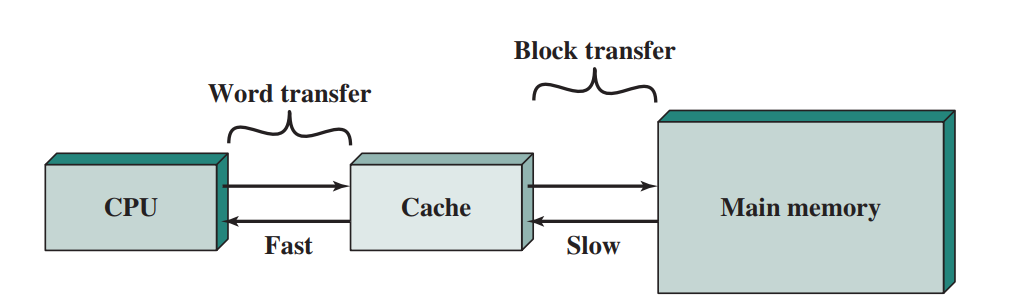 Block transfer
Word transfer
CPU
Cache
Main memory
Fast
Slow